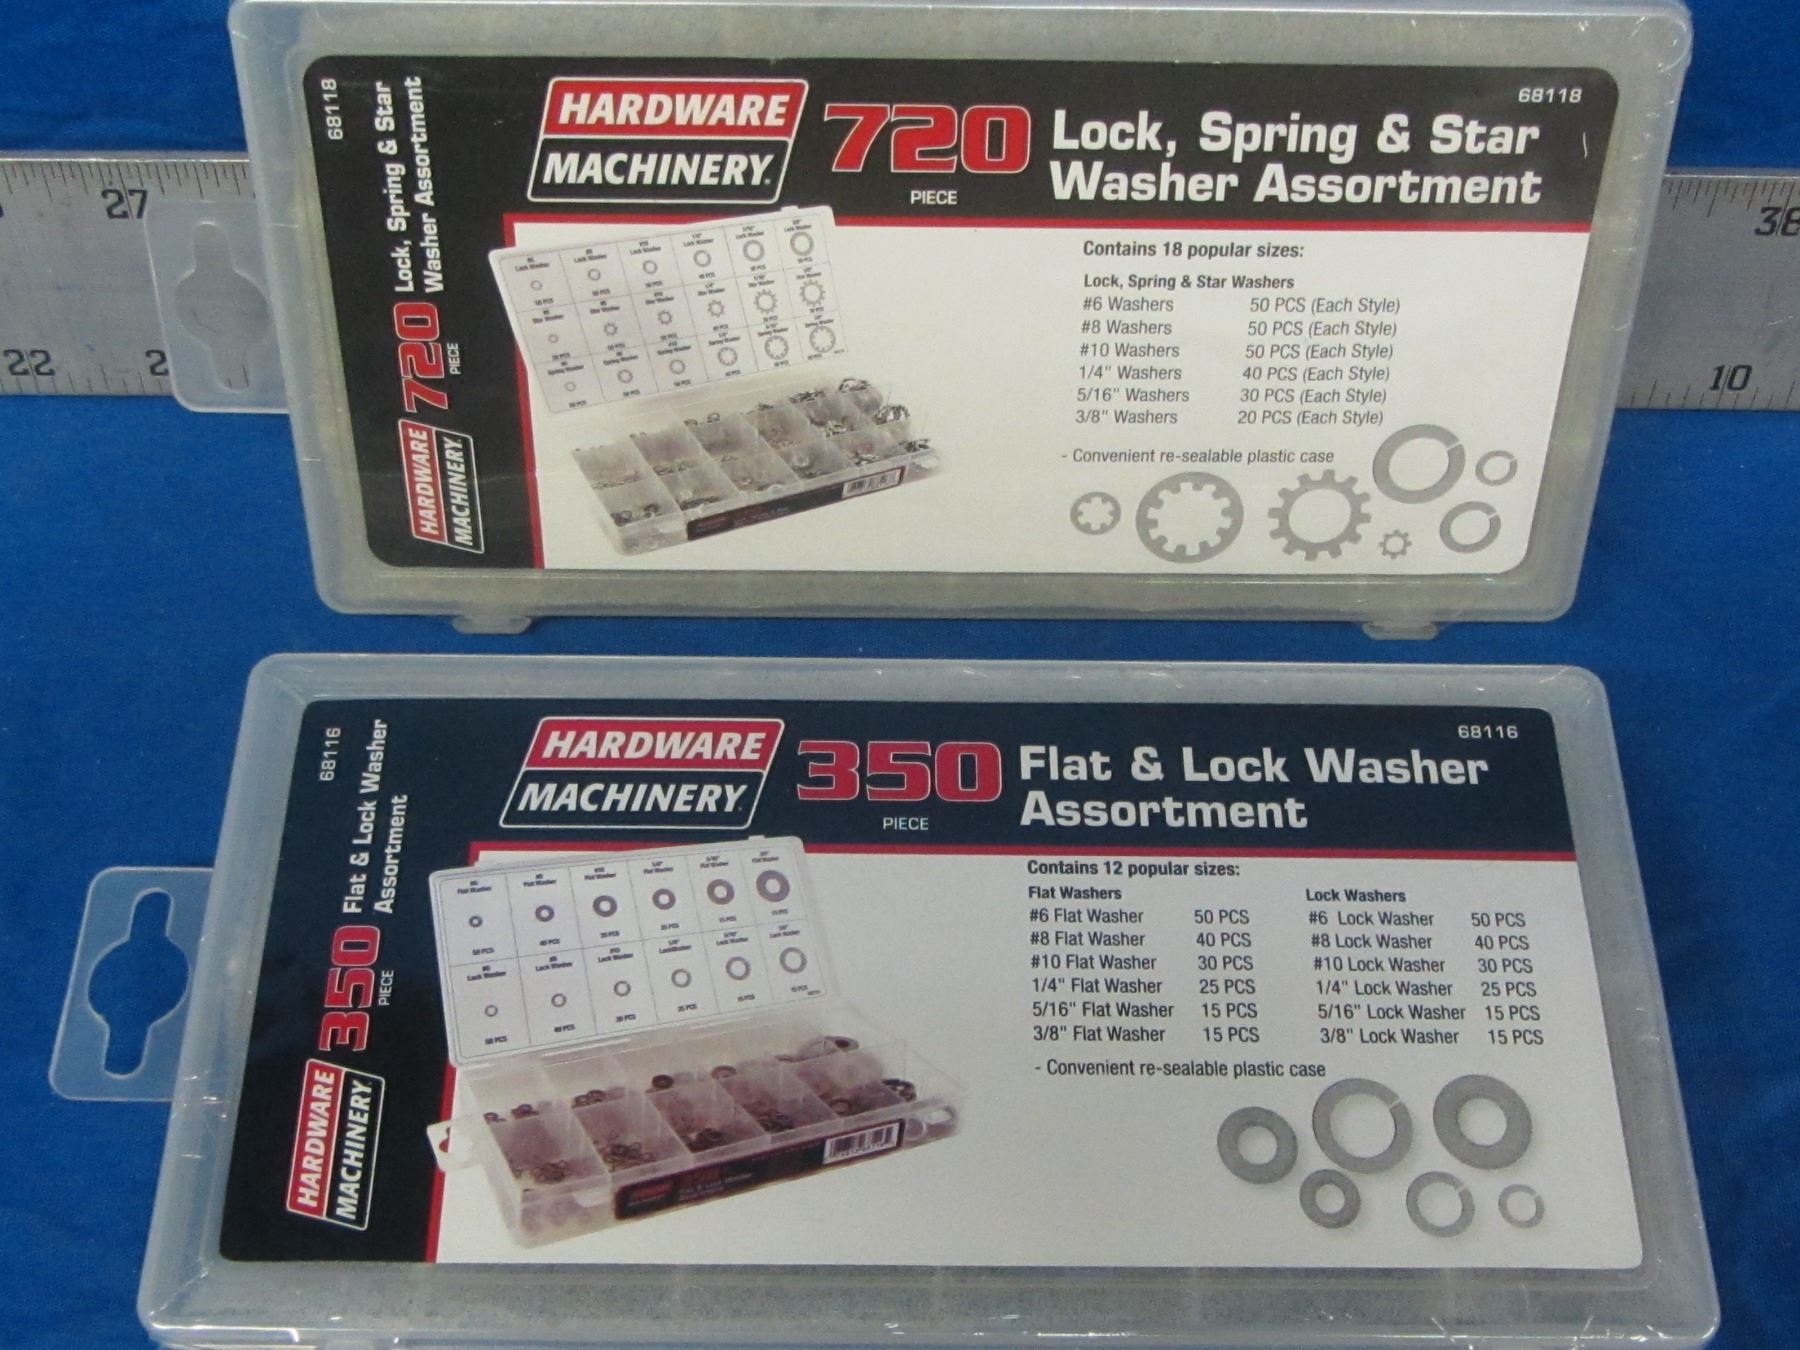 27
22
2
38
10
68118
Lock, Spring & Star
Washer Assortment
720
PIECE
HARDWARE
MACHINERY
HARDWARE
MACHINERY.
720
PIECE
68118
Lock, Spring & Star
Washer Assortment
Contains 18 popular sizes:
Lock, Spring & Star Washers
#6 Washers 50 PCS (Each Style)
#8 Washers 50 PCS (Each Style)
#10 Washers 50 PCS (Each Style)
1/4" Washers 40 PCS (Each Style)
5/16" Washers 30 PCS (Each Style)
3/8" Washers 20 PCS (Each Style)
- Convenient re-sealable plastic case
68116
Flat & Lock Washer
Assortment
350
PIECE
HARDWARE
MACHINERY.
HARDWARE
MACHINERY.
350
PIECE
68116
Flat & Lock Washer
Assortment
Contains 12 popular sizes:
Flat Washers Lock Washers
#6 Flat Washer 50 PCS #6 Lock Washer 50 PCS
#8 Flat Washer 40 PCS #8 Lock Washer 40 PCS
#10 Flat Washer 30 PCS #10 Lock Washer 30 PCS
1/4" Flat Washer 25 PCS 1/4" Lock Washer 25 PCS
5/16" Flat Washer 15 PCS 5/16" Lock Washer 15 PCS
3/8" Flat Washer 15 PCS 3/8" Lock Washer 15 PCS
- Convenient re-sealable plastic case